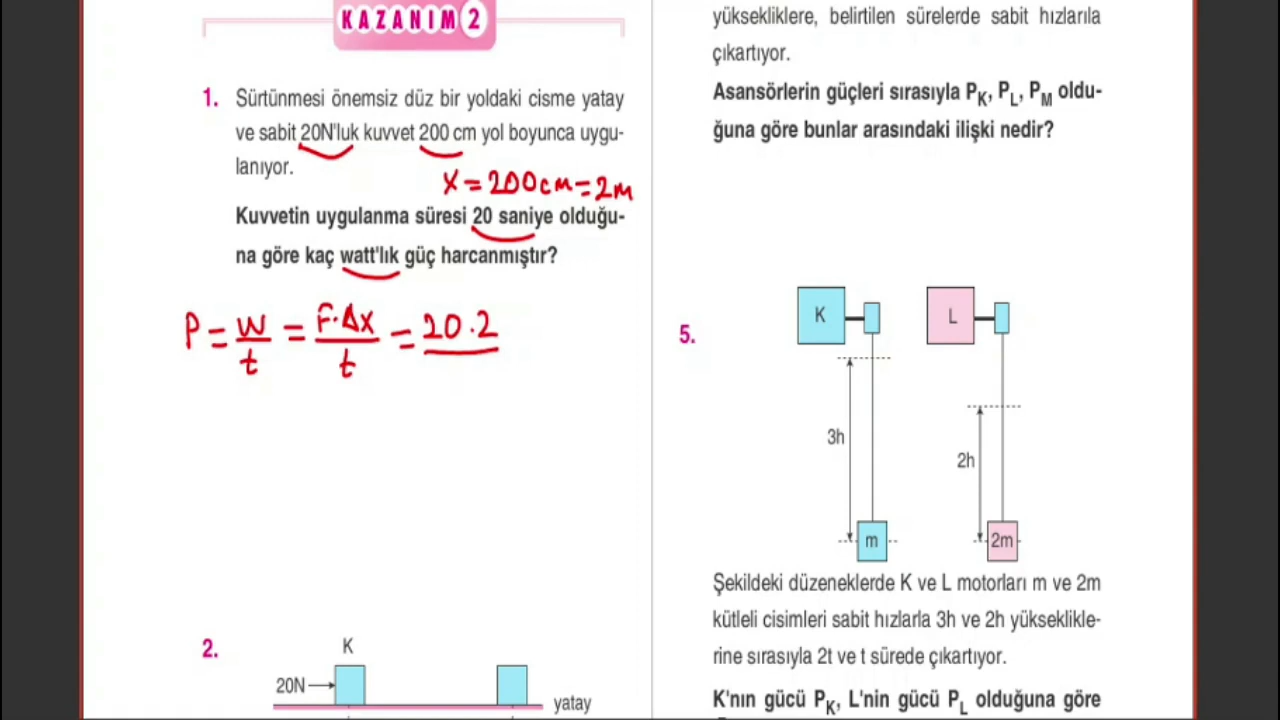 KAZANIM 2
1. Sürtünmesi önemsiz düz bir yoldaki cisme yatay
ve sabit 20N'luk kuvvet 200 cm yol boyunca uygu-
lanıyor.
x = 200cm = 2m
Kuvvetin uygulanma süresi 20 saniye olduğu-
na göre kaç watt'lık güç harcanmıştır?
P = W/t = F.Δx/t = 20.2
2. K
20N
yatay
yüksekliklere, belirtilen sürelerde sabit hızlarıla
çıkartıyor.
Asansörlerin güçleri sırasıyla PK, PL, PM oldu-
ğuna göre bunlar arasındaki ilişki nedir?
5.
K L
3h
2h
m 2m
Şekildeki düzeneklerde K ve L motorları m ve 2m
kütleli cisimleri sabit hızlarla 3h ve 2h yükseklikle-
rine sırasıyla 2t ve t sürede çıkartıyor.
K'nın gücü PK, L'nin gücü PL olduğuna göre